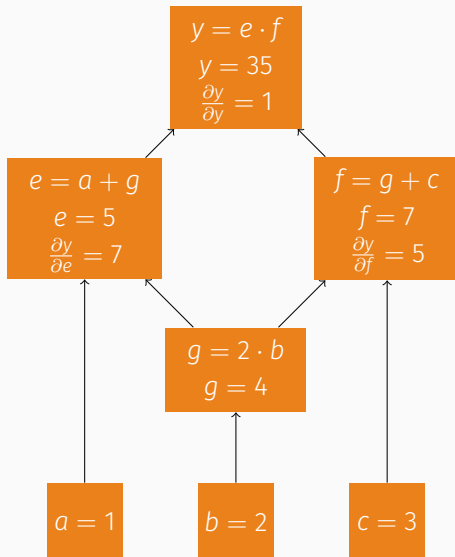 y = e · f
y = 35
∂y/∂y = 1
e = a + g
e = 5
∂y/∂e = 7
f = g + c
f = 7
∂y/∂f = 5
g = 2 · b
g = 4
a = 1
b = 2
c = 3